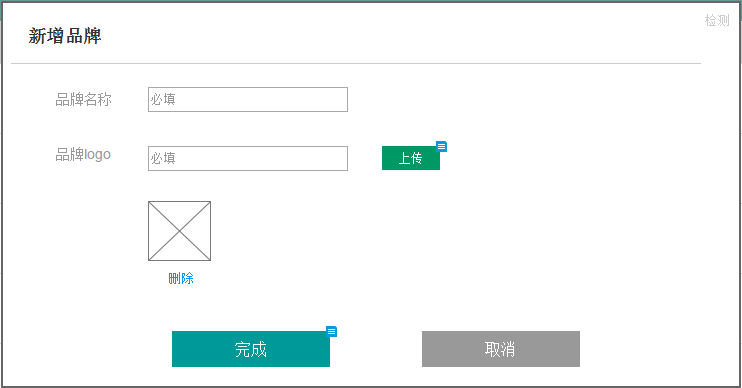 检测
新增品牌
品牌名称 必填
品牌logo 必填 上传
删除
完成 取消